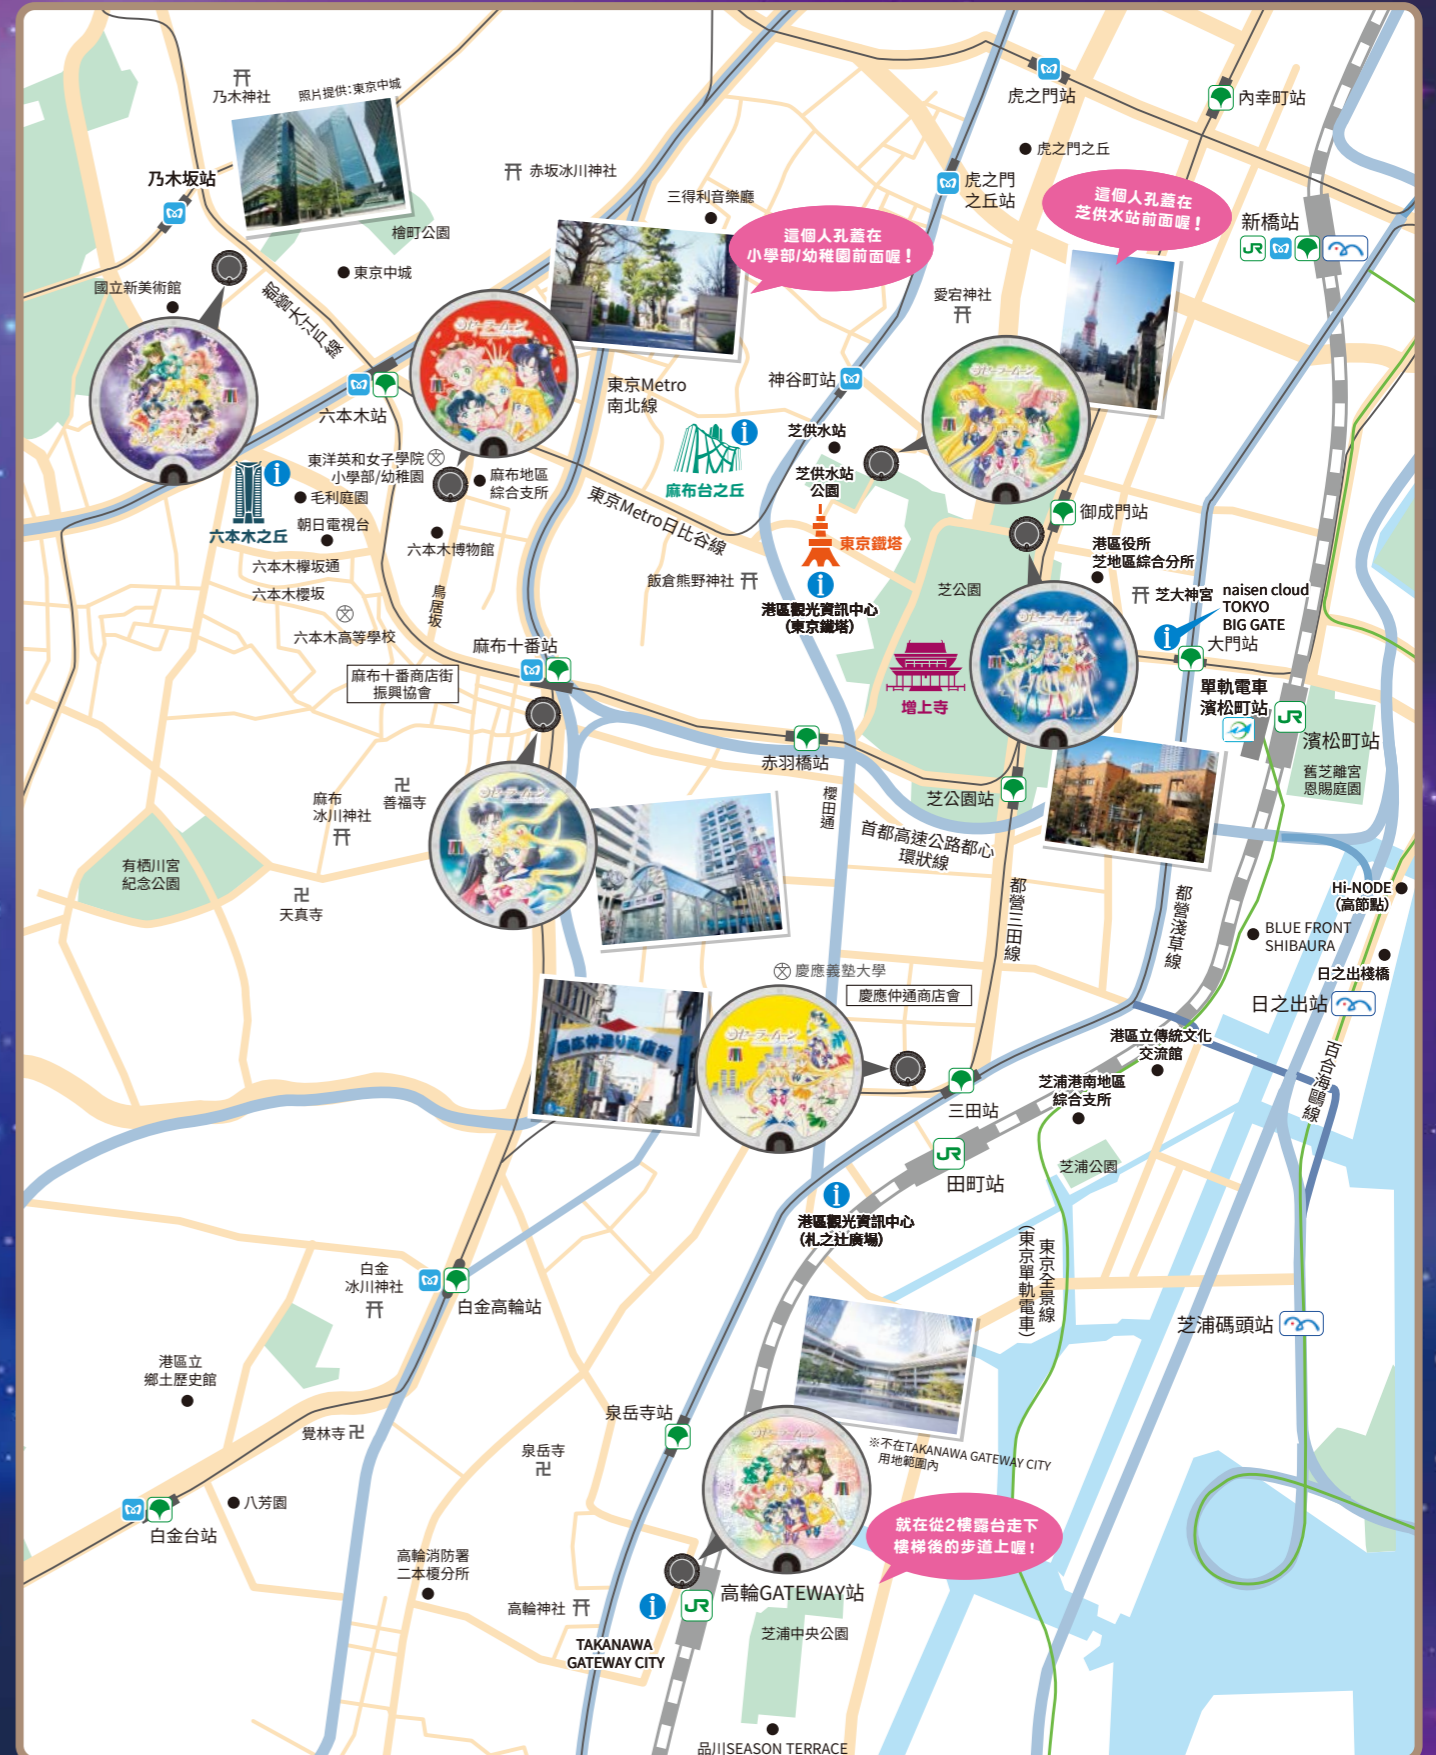 乃木神社
照片提供:東京中城
乃木坂站
檜町公園
東京中城
國立新美術館
都營大江戶線
六本木站
赤坂冰川神社
三得利音樂廳
這個人孔蓋在
小學部/幼稚園前面喔!
虎之門站
內幸町站
虎之門之丘
虎之門
之丘站
這個人孔蓋在
芝供水站前面喔!
新橋站
愛宕神社
東京Metro
南北線
神谷町站
芝供水站
芝供水站
公園
麻布台之丘
東洋英和女子學院
小學部/幼稚園
麻布地區
綜合支所
東京Metro日比谷線
六本木之丘
毛利庭園
朝日電視台
六本木博物館
六本木櫸坂通
六本木櫻坂
六本木高等學校
鳥居坂
東京鐵塔
飯倉熊野神社
港區觀光資訊中心
(東京鐵塔)
芝公園
御成門站
港區役所
芝地區綜合分所
芝大神宮
naisen cloud
TOKYO
BIG GATE
大門站
增上寺
單軌電車
濱松町站
濱松町站
舊芝離宮
恩賜庭園
麻布十番站
麻布十番商店街
振興協會
赤羽橋站
芝公園站
櫻田通
首都高速公路都心
環狀線
麻布
冰川神社
善福寺
有栖川宮
紀念公園
天真寺
都營三田線
都營淺草線
Hi-NODE
(高節點)
BLUE FRONT
SHIBAURA
日之出棧橋
日之出站
慶應義塾大學
慶應仲通商店會
慶応仲通り商店街
港區立傳統文化
交流館
芝浦港南地區
綜合支所
百合海鷗線
三田站
田町站
芝浦公園
港區觀光資訊中心
(札之辻廣場)
東京全景線
(東京單軌電車)
白金
冰川神社
白金高輪站
芝浦碼頭站
港區立
鄉土歷史館
覺林寺
泉岳寺站
泉岳寺
※不在TAKANAWA GATEWAY CITY
用地範圍內
八芳園
白金台站
就在從2樓露台走下
樓梯後的步道上喔!
高輪消防署
二本榎分所
高輪神社
高輪GATEWAY站
TAKANAWA
GATEWAY CITY
芝浦中央公園
品川SEASON TERRACE